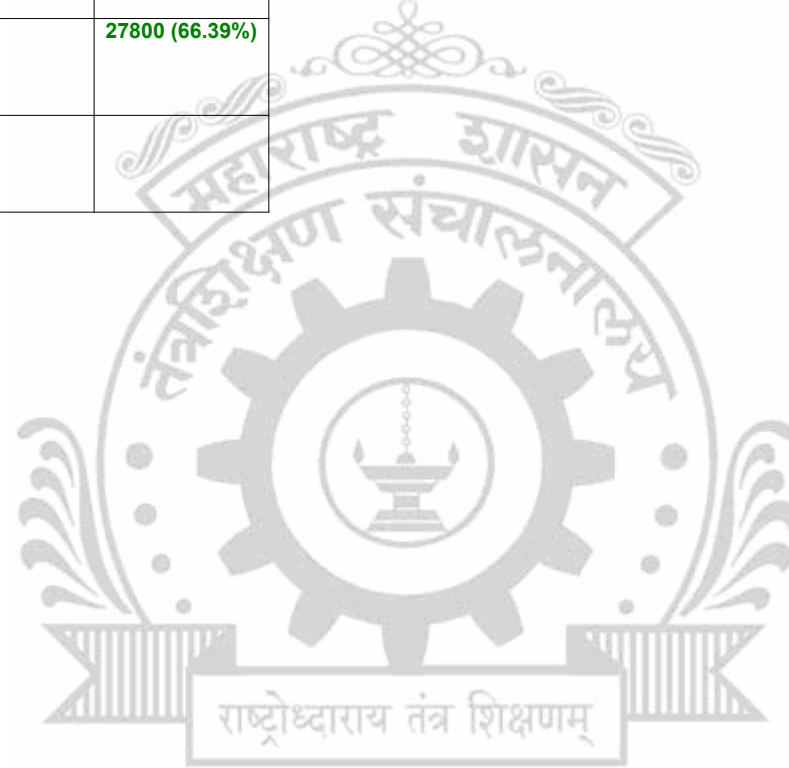 27800 (66.39%)
महाराष्ट्र शासन
तंत्रशिक्षण संचालनालय
राष्ट्रोध्दाराय तंत्र शिक्षणम्